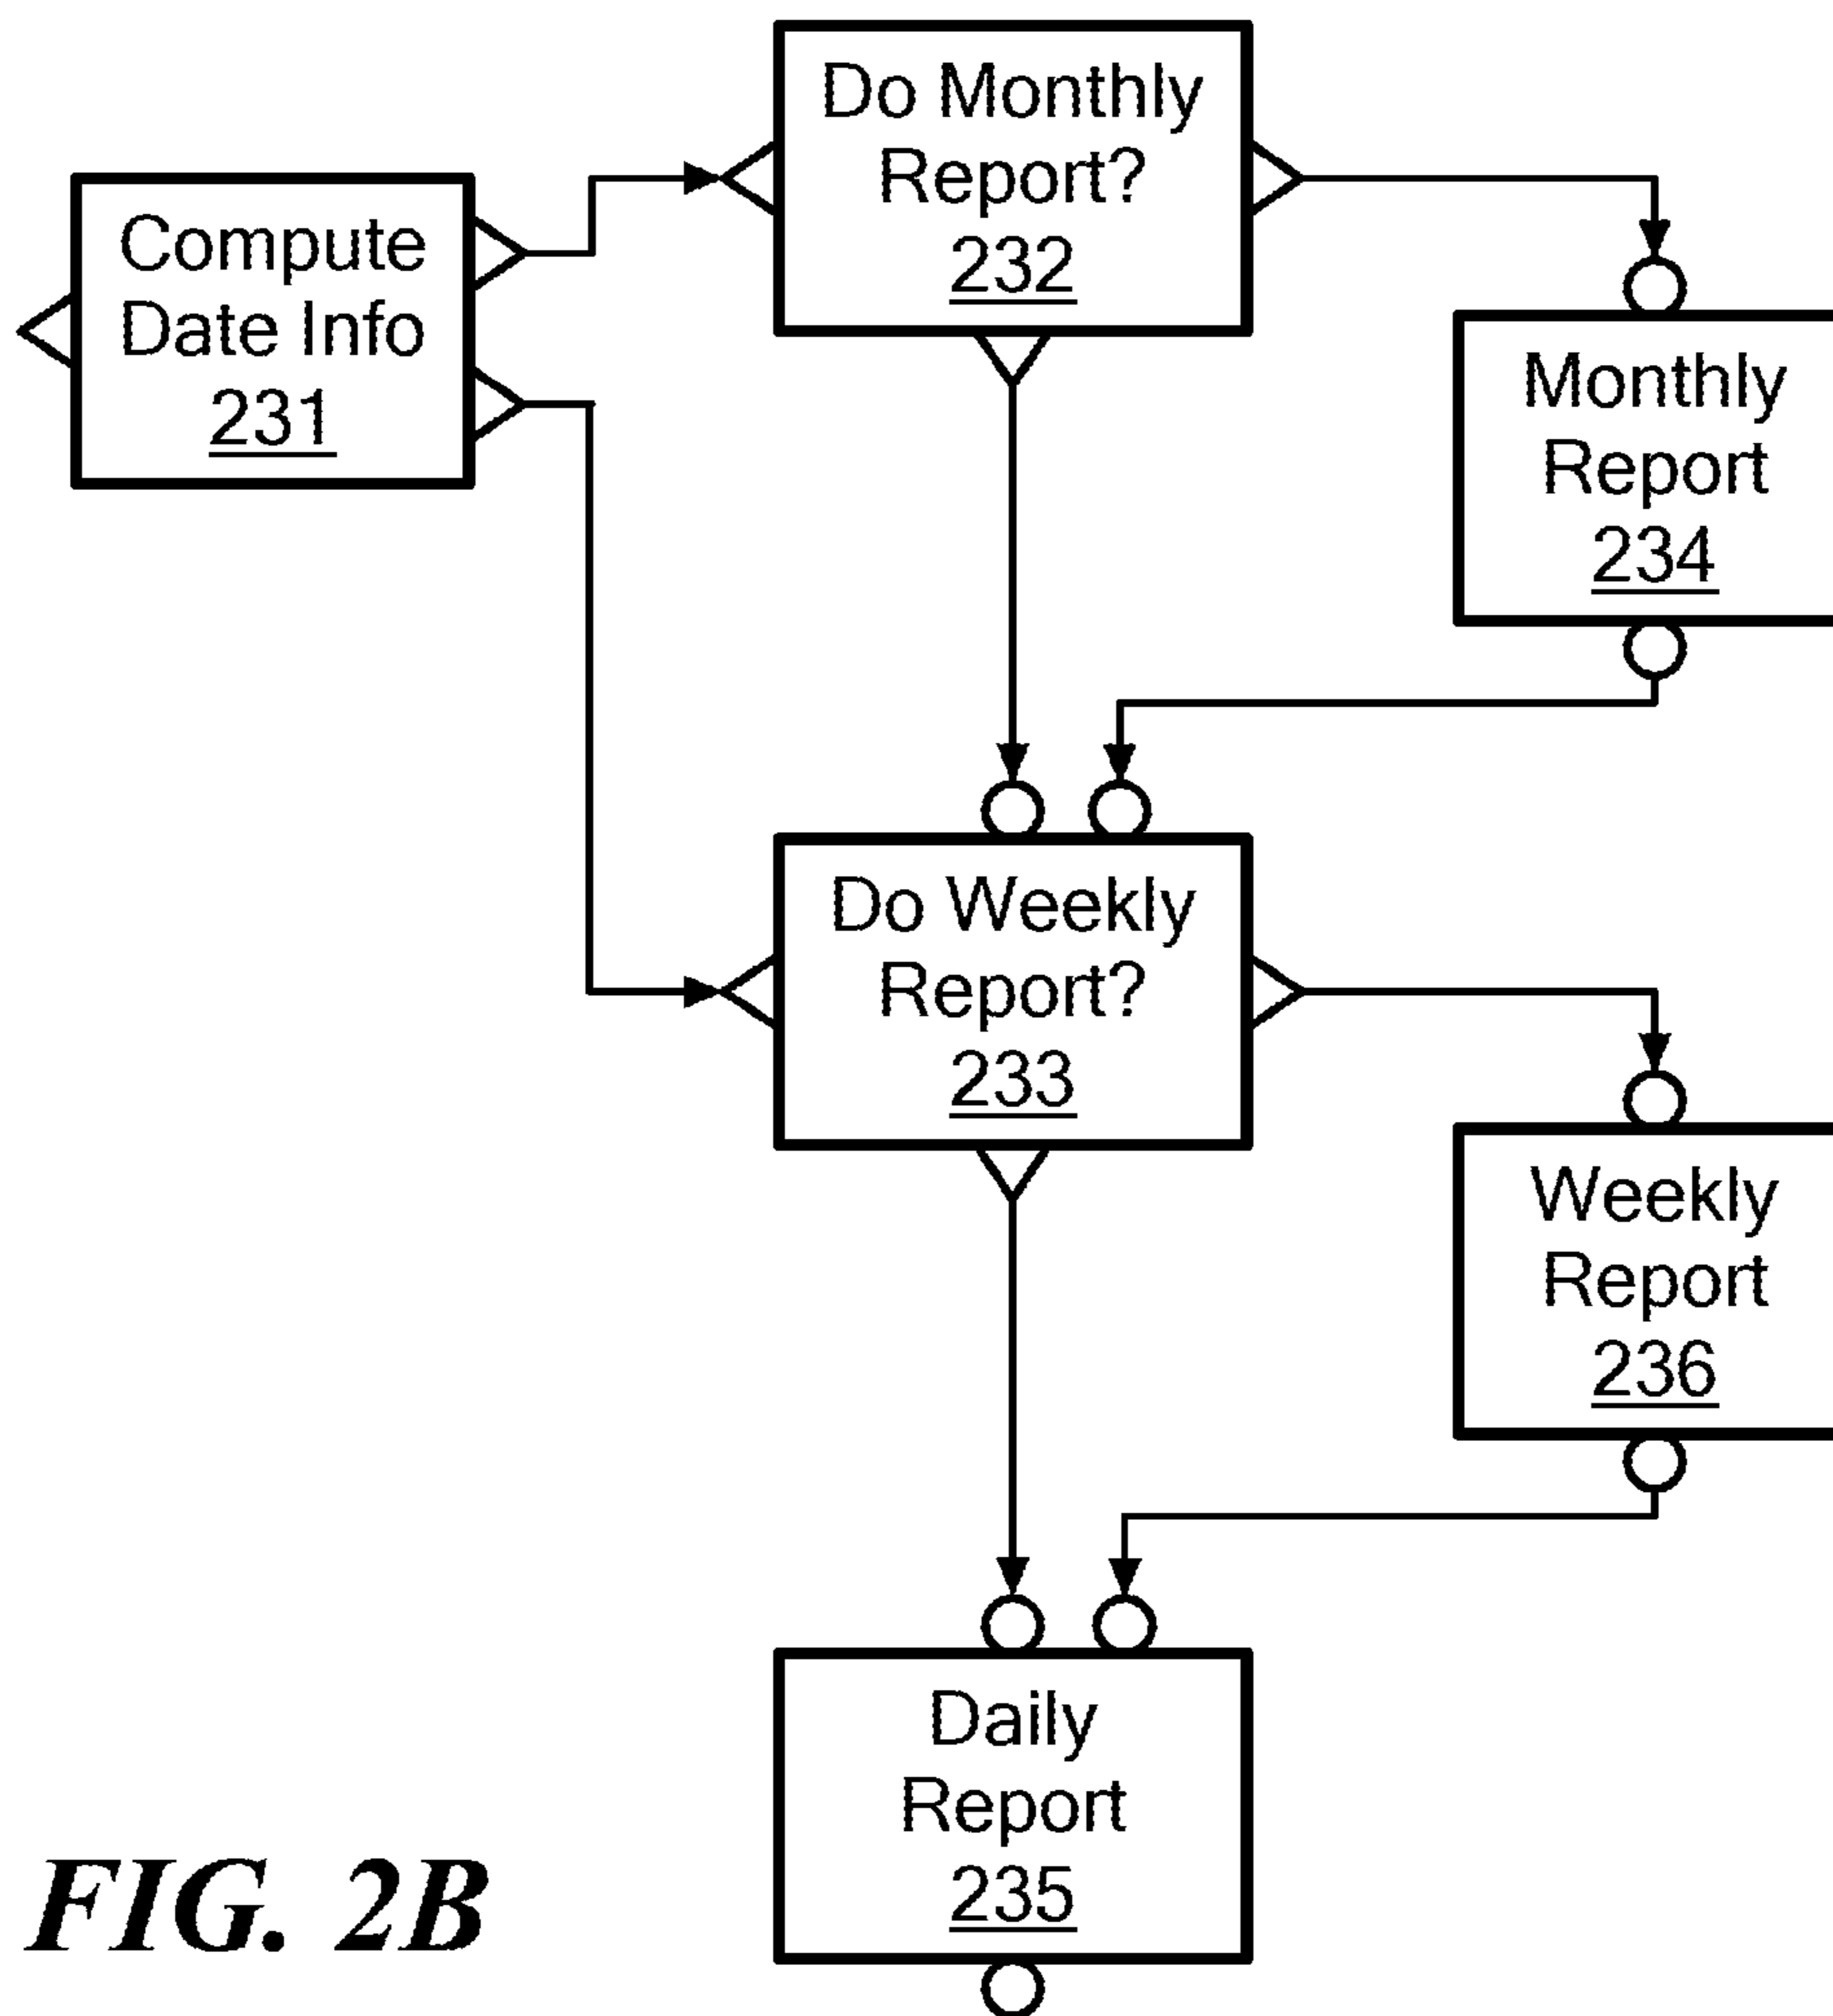 Do Monthly
Report?
232
Compute
Date Info
231
Monthly
Report
234
Do Weekly
Report?
233
Weekly
Report
236
Daily
Report
235
FIG. 2B